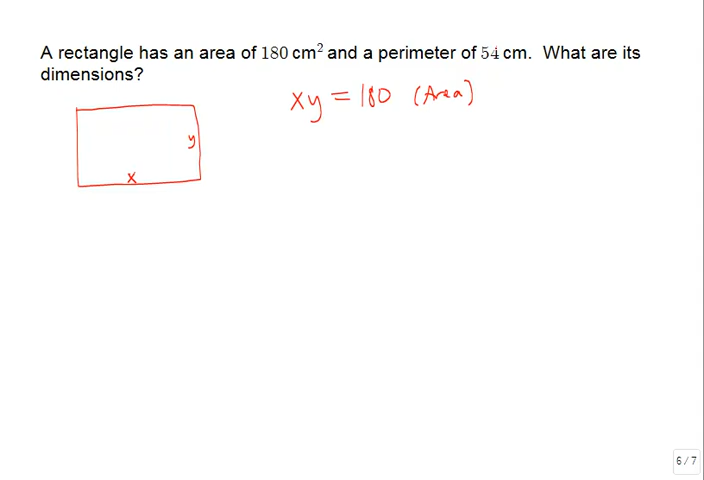 A rectangle has an area of 180 cm² and a perimeter of 54 cm. What are its
dimensions?
xy = 180 (Area)
y
x
6 / 7